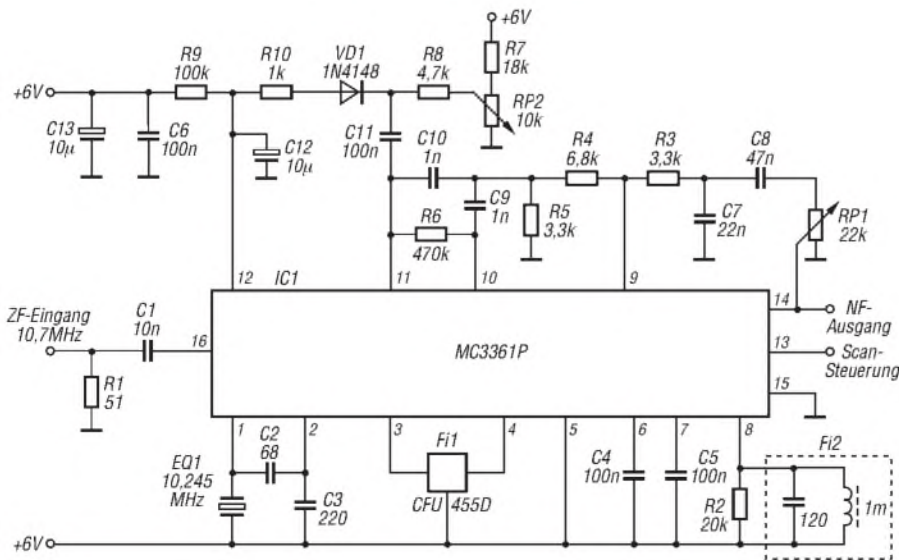 +6V
R9
100k
R10
1k
VD1
1N4148
R8
4,7k
+6V
R7
18k
RP2
10k
C13
10µ
C6
100n
C12
10µ
C11
100n
C10
1n
C9
1n
R6
470k
R5
3,3k
R4
6,8k
R3
3,3k
C8
47n
C7
22n
RP1
22k
12
IC1
11
10
9
ZF-Eingang
10,7MHz
C1
10n
16
R1
51
MC3361P
14
NF-
Ausgang
13
Scan-
Steuerung
15
1
2
3
4
5
6
7
8
EQ1
10,245
MHz
C2
68
C3
220
Fi1
CFU 455D
C4
100n
C5
100n
R2
20k
Fi2
120
1m
+6V